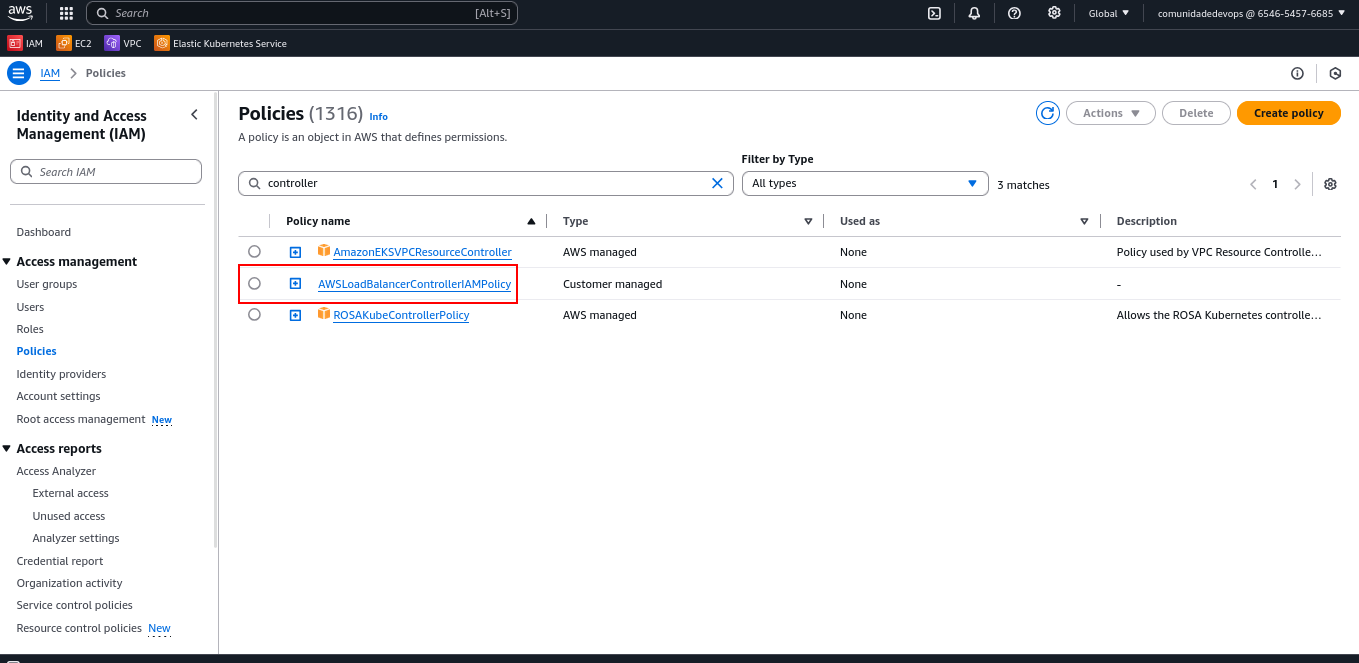 aws
Search
[Alt+S]
Global
comunidadedevops @ 6546-5457-6685
IAM
EC2
VPC
Elastic Kubernetes Service
IAM
Policies
Identity and Access
Management (IAM)
Search IAM
Dashboard
Access management
User groups
Users
Roles
Policies
Identity providers
Account settings
Root access management New
Access reports
Access Analyzer
External access
Unused access
Analyzer settings
Credential report
Organization activity
Service control policies
Resource control policies New
Policies (1316) Info
A policy is an object in AWS that defines permissions.
Actions
Delete
Create policy
Filter by Type
controller
All types
3 matches
1
Policy name
Type
Used as
Description
AmazonEKSVPCResourceController
AWS managed
None
Policy used by VPC Resource Controlle…
AWSLoadBalancerControllerIAMPolicy
Customer managed
None
-
ROSAKubeControllerPolicy
AWS managed
None
Allows the ROSA Kubernetes controlle…